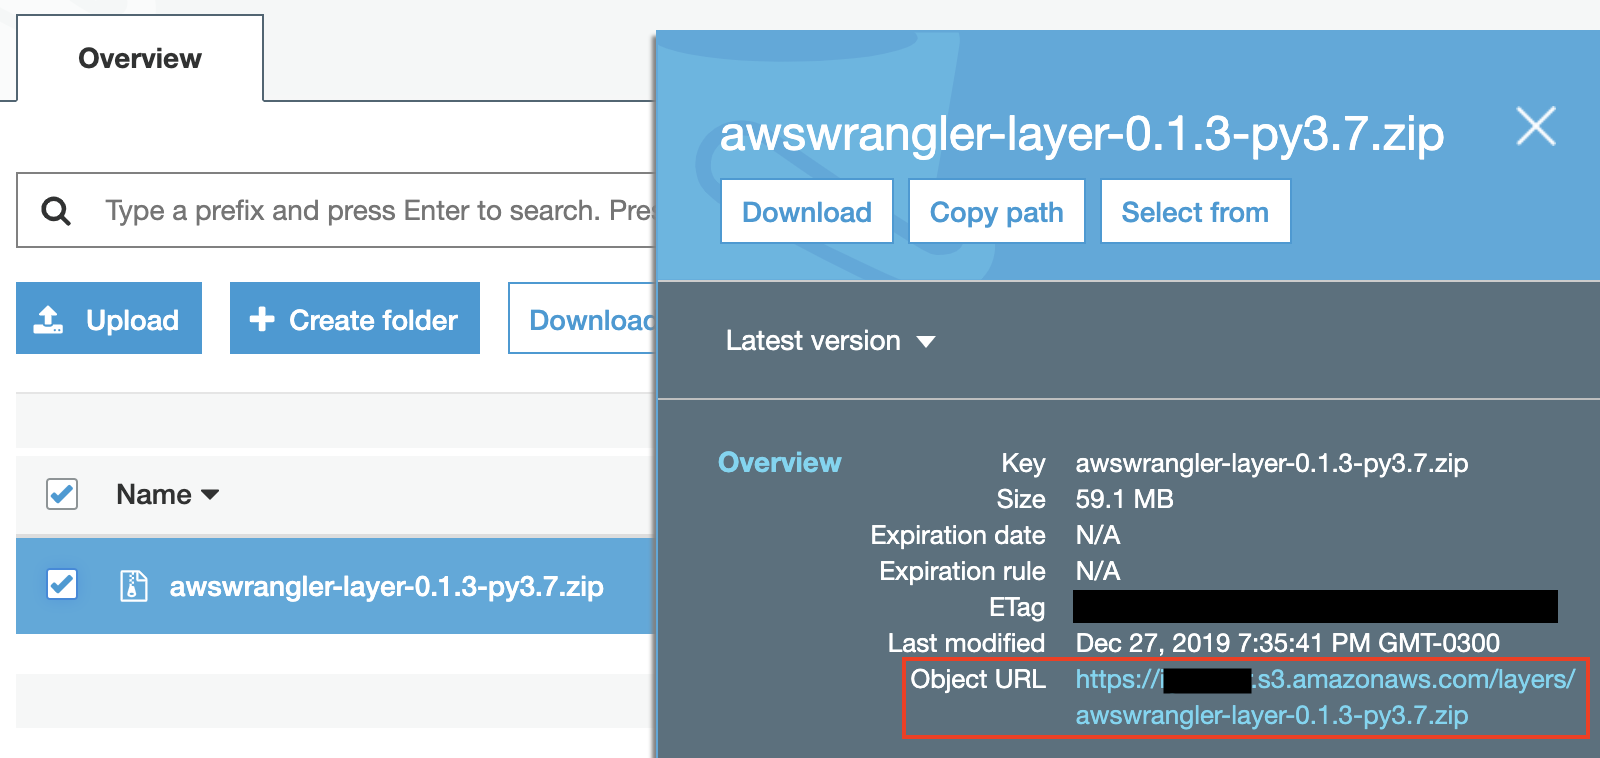 Overview
Type a prefix and press Enter to search. Pres
Upload
Create folder
Download
Name
awswrangler-layer-0.1.3-py3.7.zip
awswrangler-layer-0.1.3-py3.7.zip
Download
Copy path
Select from
Latest version
Overview
Key awswrangler-layer-0.1.3-py3.7.zip
Size 59.1 MB
Expiration date N/A
Expiration rule N/A
ETag
Last modified Dec 27, 2019 7:35:41 PM GMT-0300
Object URL https://i .s3.amazonaws.com/layers/
awswrangler-layer-0.1.3-py3.7.zip